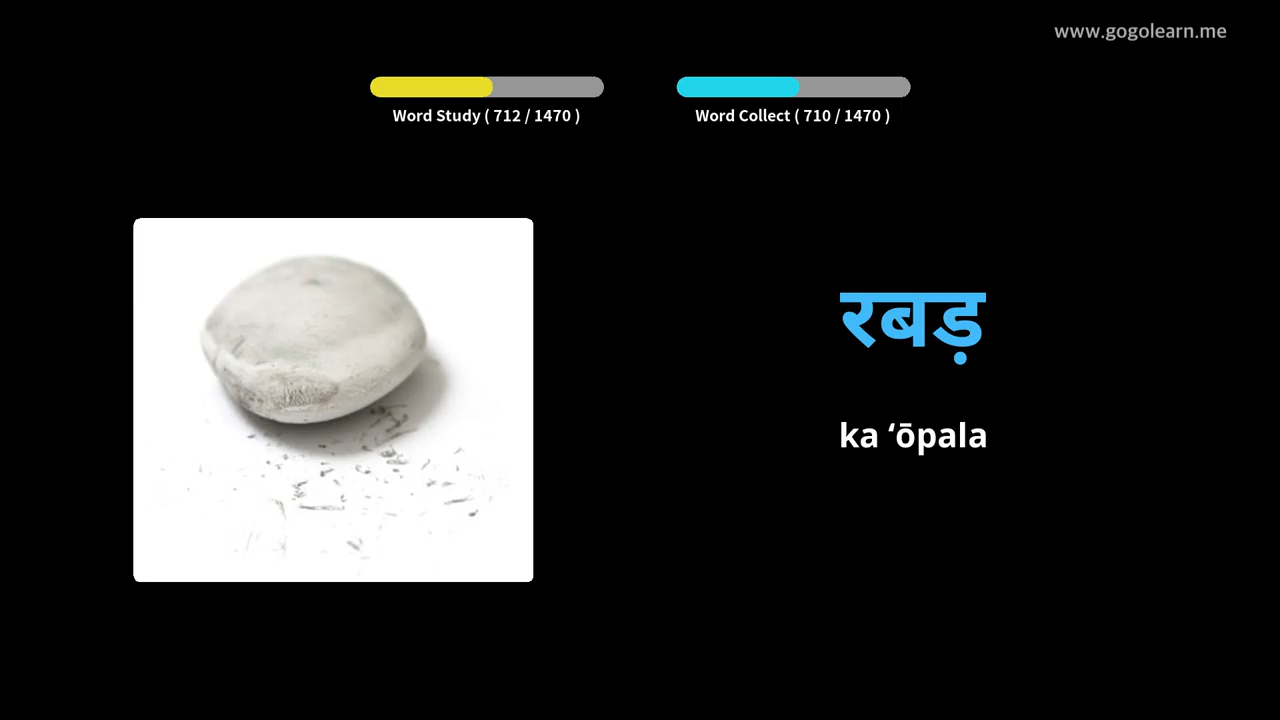 www.gogolearn.me
Word Study ( 712 / 1470 )
Word Collect ( 710 / 1470 )
रबड़
ka ʻōpala